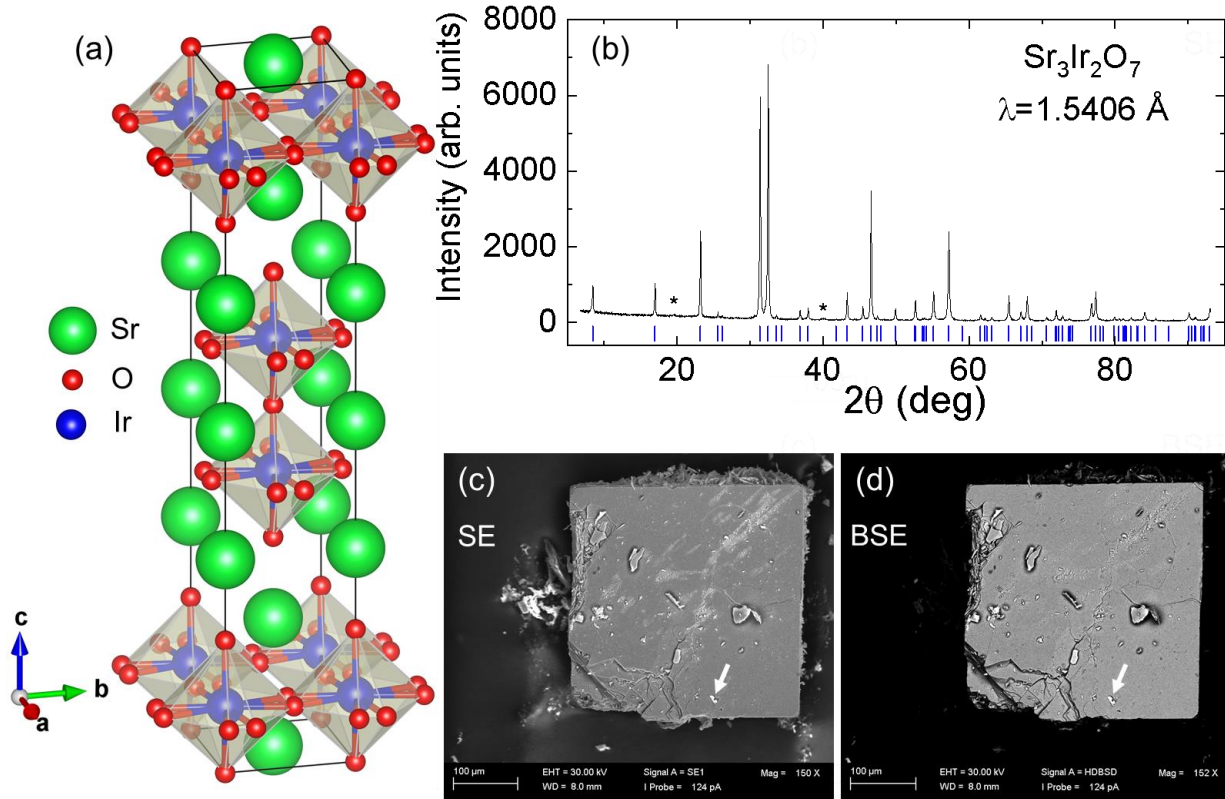 (a)
Sr
O
Ir
c
b
a
(b)
Sr3Ir2O7
λ=1.5406 Å
Intensity (arb. units)
8000
6000
4000
2000
0
*
*
20
40
60
80
2θ (deg)
(c)
SE
100 µm
EHT = 30.00 kV
WD = 8.0 mm
Signal A = SE1
I Probe = 124 pA
Mag = 150 X
(d)
BSE
100 µm
EHT = 30.00 kV
WD = 8.0 mm
Signal A = HDBSD
I Probe = 124 pA
Mag = 152 X